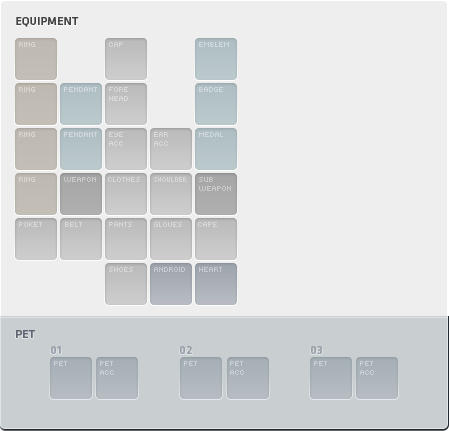 EQUIPMENT
RING CAP EMBLEM
RING PENDANT FORE HEAD BADGE
RING PENDANT EYE ACC EAR ACC MEDAL
RING WEAPON CLOTHES SHOULDER SUB WEAPON
POKET BELT PANTS GLOVES CAPE
SHOES ANDROID HEART
PET
01 02 03
PET PET ACC PET PET ACC PET PET ACC